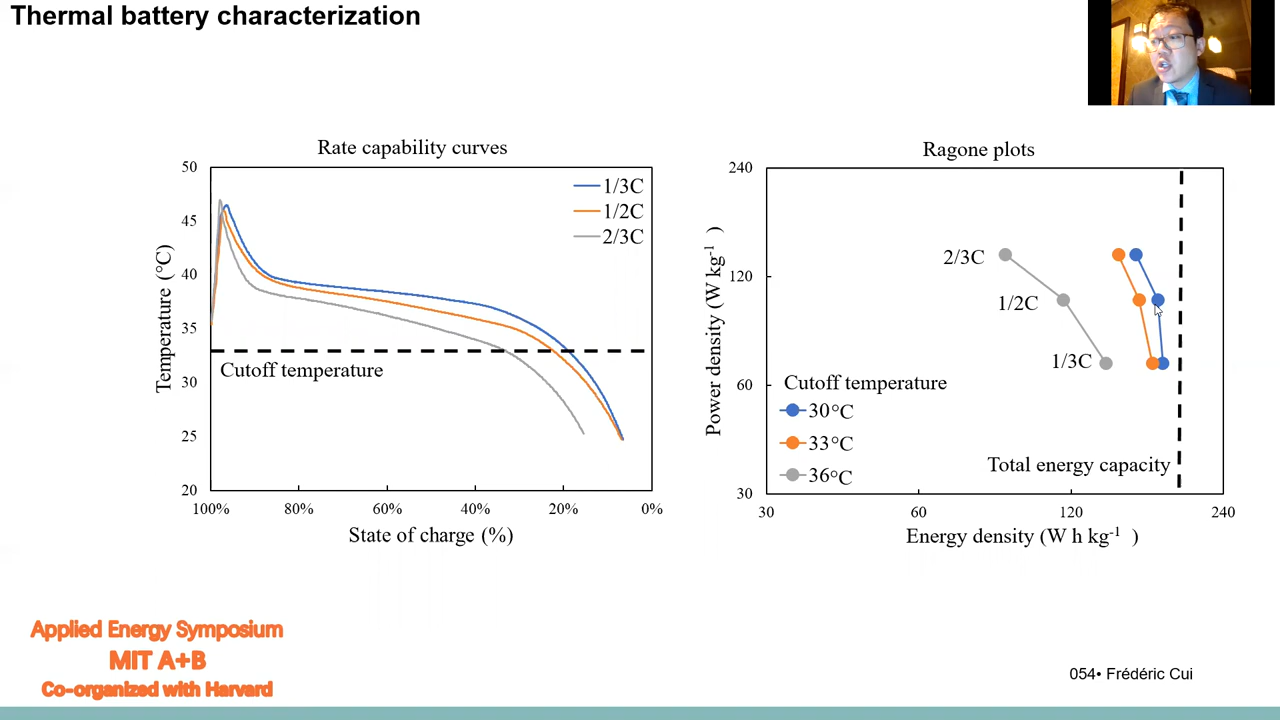 Thermal battery characterization
Rate capability curves
50
45
40
35
30
25
20
Temperature (°C)
1/3C
1/2C
2/3C
Cutoff temperature
100%
80%
60%
40%
20%
0%
State of charge (%)
Ragone plots
240
120
60
30
Power density (W kg⁻¹ )
2/3C
1/2C
1/3C
Cutoff temperature
30°C
33°C
36°C
Total energy capacity
30
60
120
240
Energy density (W h kg⁻¹ )
Applied Energy Symposium
MIT A+B
Co-organized with Harvard
054• Frédéric Cui